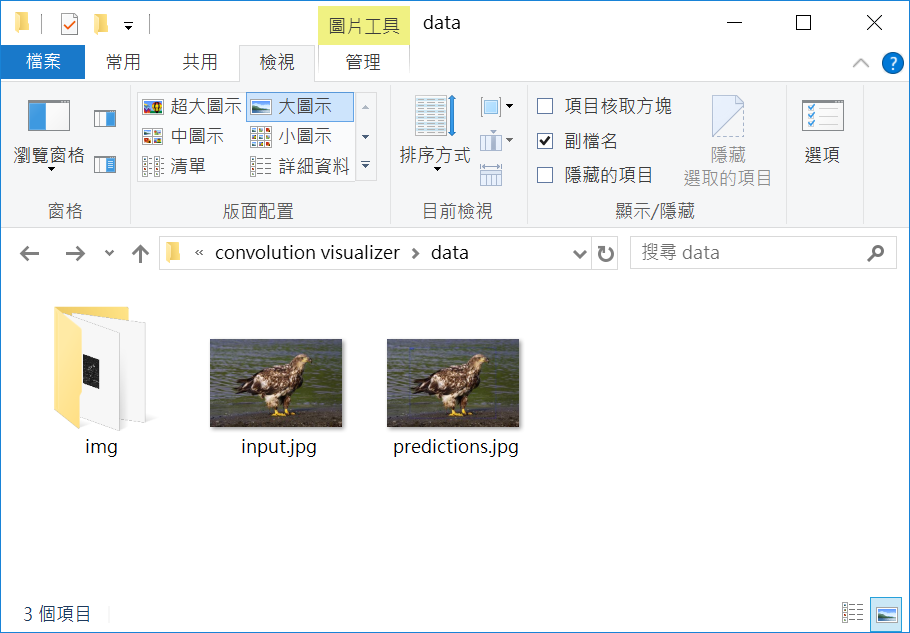 圖片工具 data
檔案 常用 共用 檢視 管理 ?
瀏覽窗格
超大圖示 大圖示
中圖示 小圖示
清單 詳細資料
排序方式
項目核取方塊
副檔名
隱藏的項目
隱藏
選取的項目
選項
窗格 版面配置 目前檢視 顯示/隱藏
« convolution visualizer > data
搜尋 data
img input.jpg predictions.jpg
3 個項目